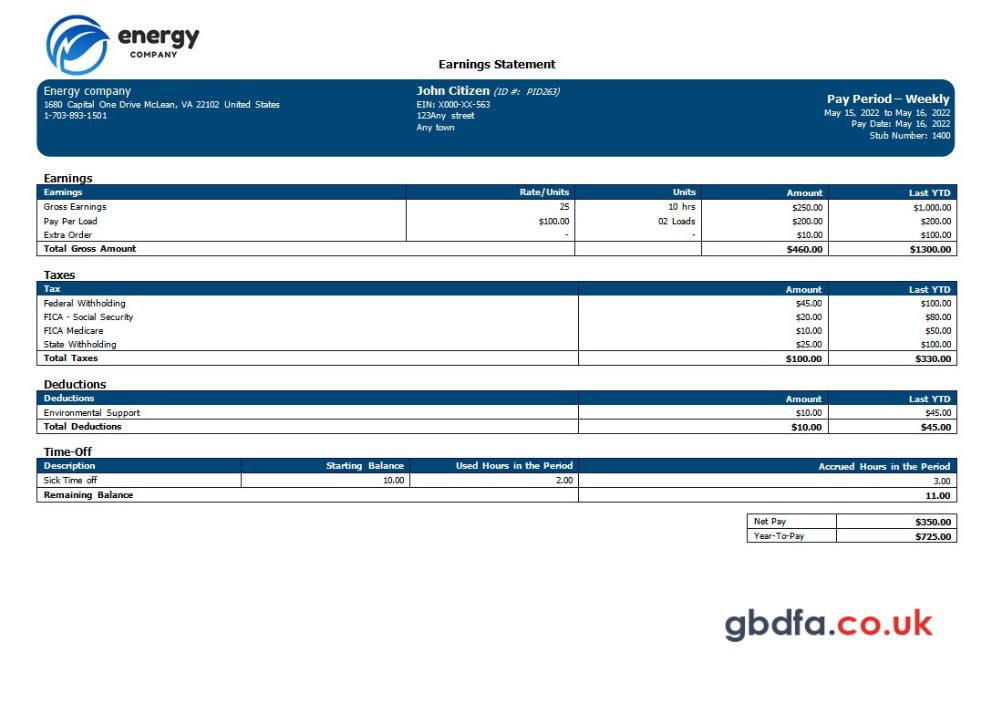 energy
COMPANY
Earnings Statement
Energy company
1680 Capital One Drive McLean, VA 22102 United States
1-703-893-1501
John Citizen (ID #: PID263)
EIN: X000-XX-563
123Any street
Any town
Pay Period – Weekly
May 15, 2022 to May 16, 2022
Pay Date: May 16, 2022
Stub Number: 1400
Earnings
Earnings Rate/Units Units Amount Last YTD
Gross Earnings 25 10 hrs $250.00 $1,000.00
Pay Per Load $100.00 02 Loads $200.00 $200.00
Extra Order - - $10.00 $100.00
Total Gross Amount $460.00 $1300.00
Taxes
Tax Amount Last YTD
Federal Withholding $45.00 $100.00
FICA - Social Security $20.00 $80.00
FICA Medicare $10.00 $50.00
State Withholding $25.00 $100.00
Total Taxes $100.00 $330.00
Deductions
Deductions Amount Last YTD
Environmental Support $10.00 $45.00
Total Deductions $10.00 $45.00
Time-Off
Description Starting Balance Used Hours in the Period Accrued Hours in the Period
Sick Time off 10.00 2.00 3.00
Remaining Balance 11.00
Net Pay $350.00
Year-To-Pay $725.00
gbdfa.co.uk